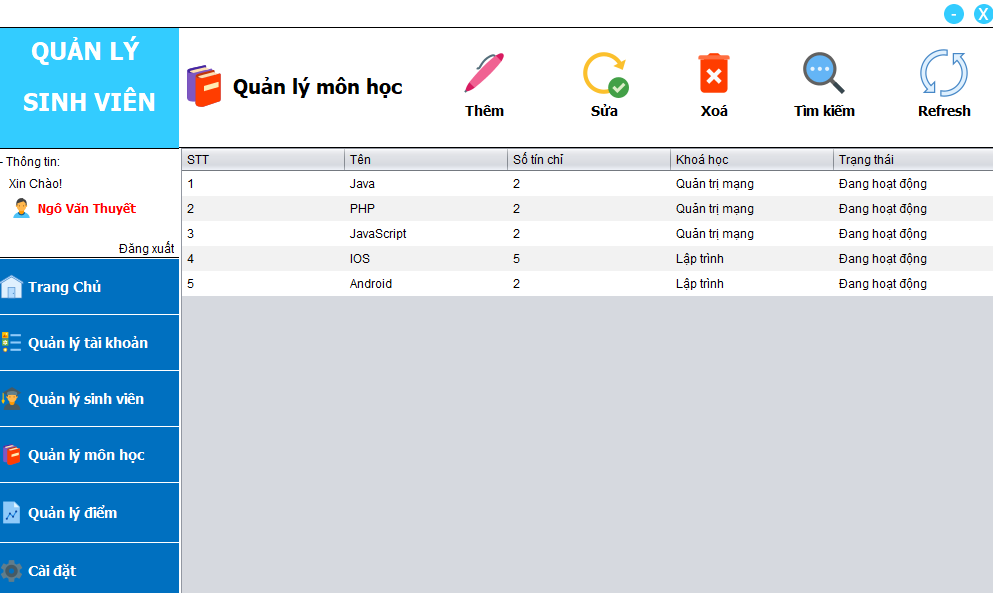 - X
QUẢN LÝ
SINH VIÊN
Quản lý môn học
Thêm Sửa Xoá Tìm kiếm Refresh
- Thông tin:
Xin Chào!
Ngô Văn Thuyết
Đăng xuất
Trang Chủ
Quản lý tài khoản
Quản lý sinh viên
Quản lý môn học
Quản lý điểm
Cài đặt
STT Tên Số tín chỉ Khoá học Trạng thái
1 Java 2 Quản trị mạng Đang hoạt động
2 PHP 2 Quản trị mạng Đang hoạt động
3 JavaScript 2 Quản trị mạng Đang hoạt động
4 IOS 5 Lập trình Đang hoạt động
5 Android 2 Lập trình Đang hoạt động